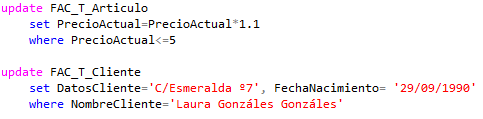 update FAC_T_Articulo
set PrecioActual=PrecioActual*1.1
where PrecioActual<=5
update FAC_T_Cliente
set DatosCliente='C/Esmeralda º7', FechaNacimiento= '29/09/1990'
where NombreCliente='Laura Gonzáles Gonzáles'